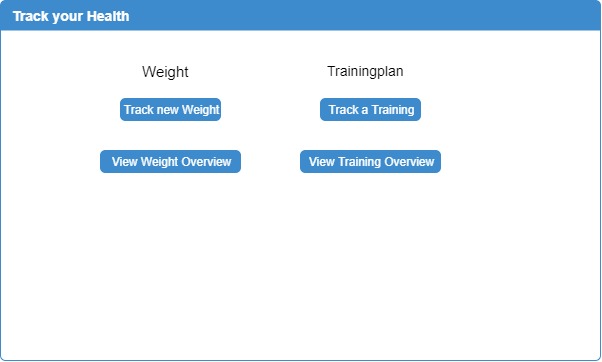 Track your Health
Weight
Trainingplan
Track new Weight
Track a Training
View Weight Overview
View Training Overview